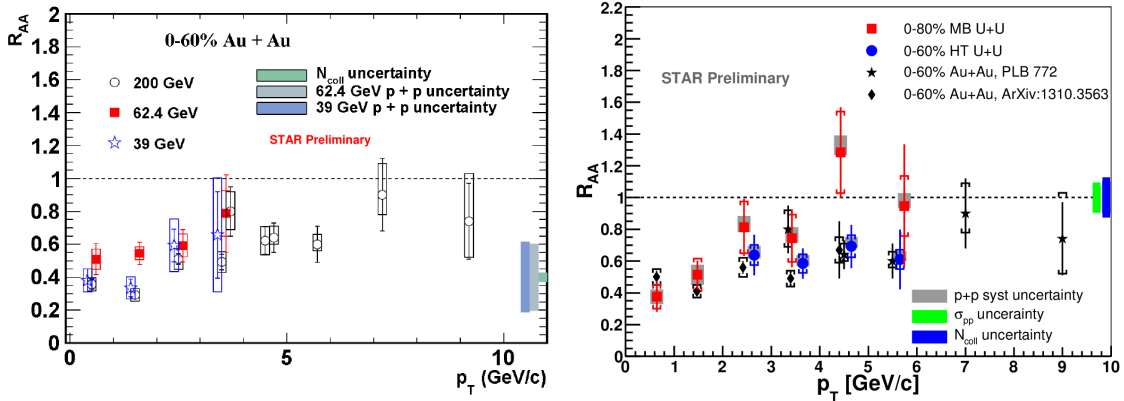 R_AA
2
1.8
1.6
1.4
1.2
1
0.8
0.6
0.4
0.2
0
0-60% Au + Au
200 GeV
62.4 GeV
39 GeV
N_coll uncertainty
62.4 GeV p + p uncertainty
39 GeV p + p uncertainty
STAR Preliminary
0
5
10
p_T (GeV/c)
R_AA
2
1.8
1.6
1.4
1.2
1
0.8
0.6
0.4
0.2
0
STAR Preliminary
0-80% MB U+U
0-60% HT U+U
0-60% Au+Au, PLB 772
0-60% Au+Au, ArXiv:1310.3563
p+p syst uncertainty
σ_pp uncerainty
N_coll uncertainty
0 1 2 3 4 5 6 7 8 9 10
p_T [GeV/c]